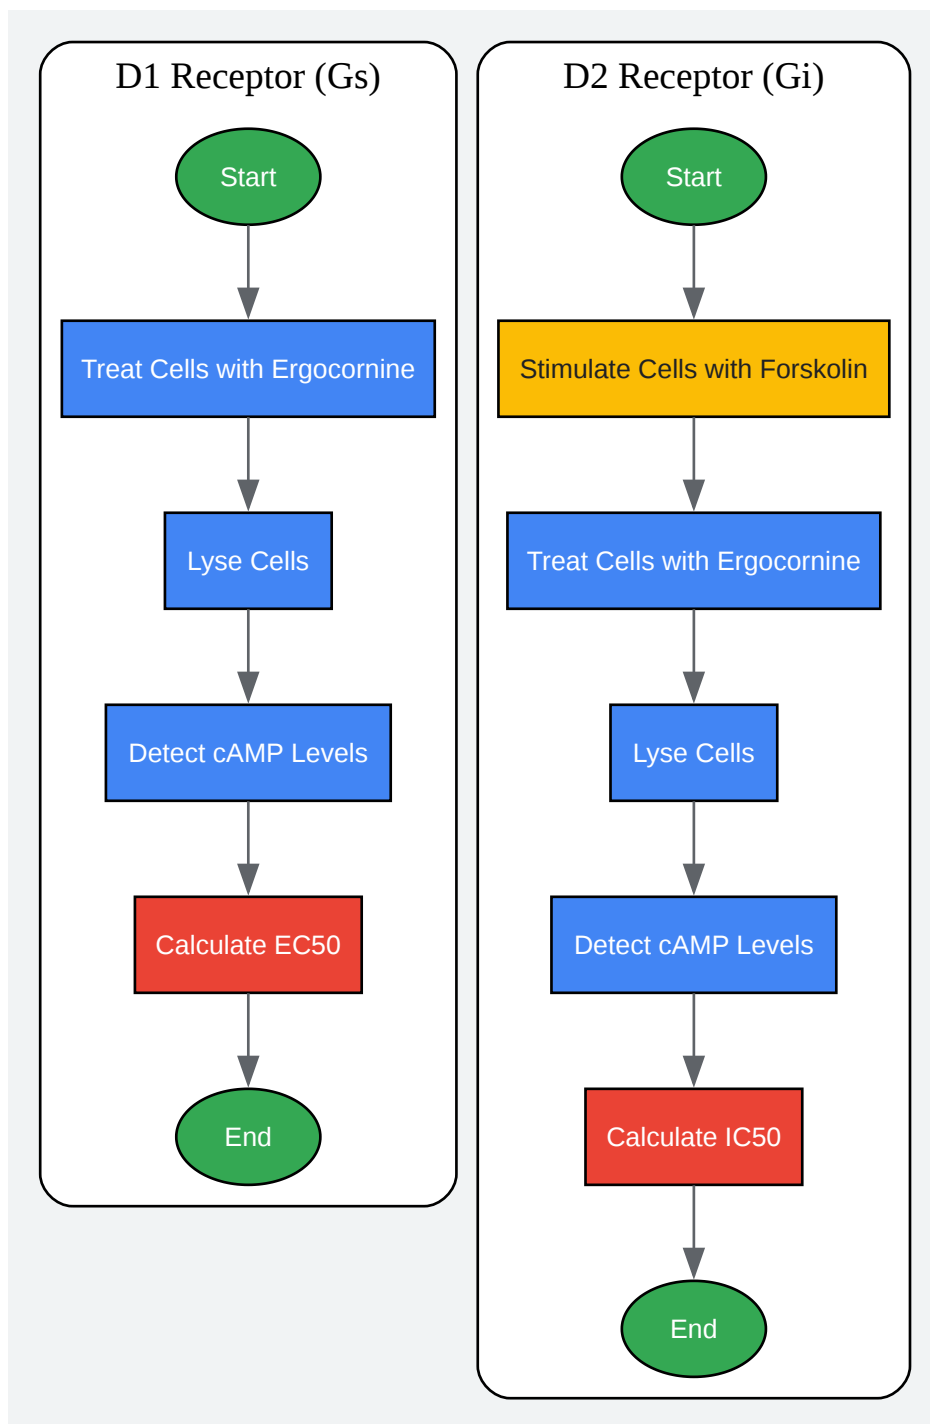 D1 Receptor (Gs)
Start
Treat Cells with Ergocornine
Lyse Cells
Detect cAMP Levels
Calculate EC50
End
D2 Receptor (Gi)
Start
Stimulate Cells with Forskolin
Treat Cells with Ergocornine
Lyse Cells
Detect cAMP Levels
Calculate IC50
End